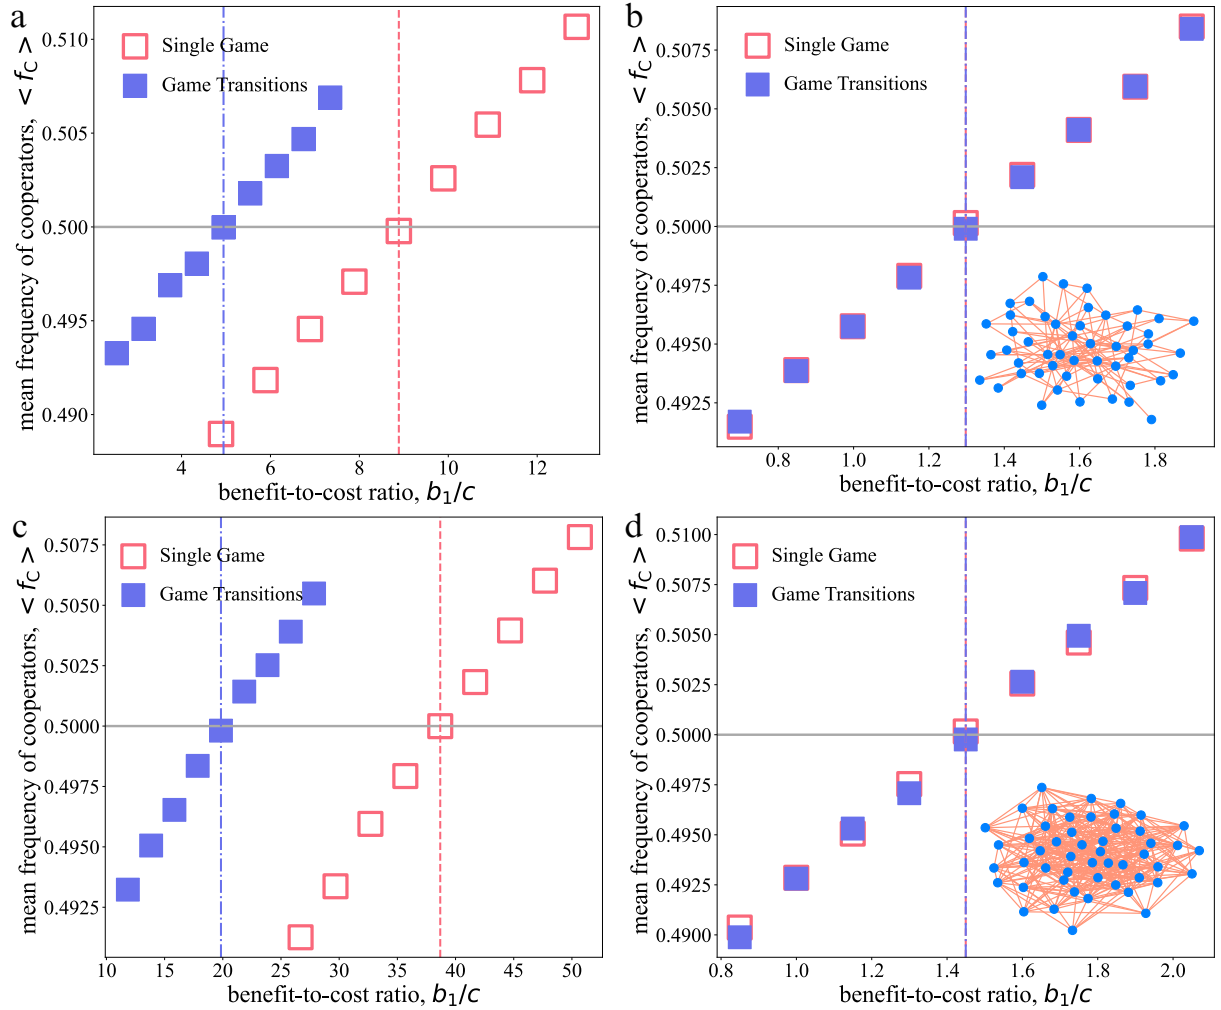 a
mean frequency of cooperators, < f_C >
0.510
0.505
0.500
0.495
0.490
Single Game
Game Transitions
4 6 8 10 12
benefit-to-cost ratio, b_1/c
b
mean frequency of cooperators, < f_C >
0.5075
0.5050
0.5025
0.5000
0.4975
0.4950
0.4925
Single Game
Game Transitions
0.8 1.0 1.2 1.4 1.6 1.8
benefit-to-cost ratio, b_1/c
c
mean frequency of cooperators, < f_C >
0.5075
0.5050
0.5025
0.5000
0.4975
0.4950
0.4925
Single Game
Game Transitions
10 15 20 25 30 35 40 45 50
benefit-to-cost ratio, b_1/c
d
mean frequency of cooperators, < f_C >
0.5100
0.5075
0.5050
0.5025
0.5000
0.4975
0.4950
0.4925
0.4900
Single Game
Game Transitions
0.8 1.0 1.2 1.4 1.6 1.8 2.0
benefit-to-cost ratio, b_1/c